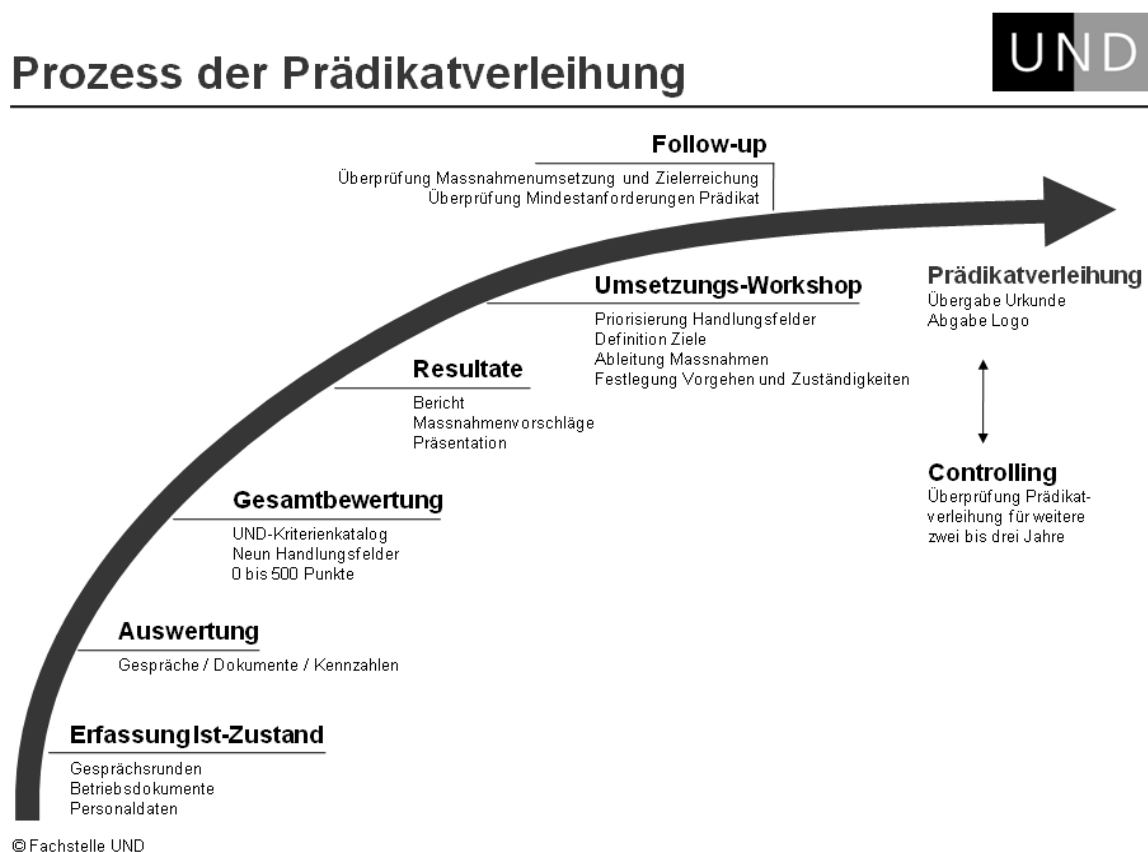 UND
Prozess der Prädikatverleihung
Follow-up
Überprüfung Massnahmenumsetzung und Zielerreichung
Überprüfung Mindestanforderungen Prädikat
Prädikatverleihung
Übergabe Urkunde
Abgabe Logo
Umsetzungs-Workshop
Priorisierung Handlungsfelder
Definition Ziele
Ableitung Massnahmen
Festlegung Vorgehen und Zuständigkeiten
Resultate
Bericht
Massnahmenvorschläge
Präsentation
Controlling
Überprüfung Prädikat-
verleihung für weitere
zwei bis drei Jahre
Gesamtbewertung
UND-Kriterienkatalog
Neun Handlungsfelder
0 bis 500 Punkte
Auswertung
Gespräche / Dokumente / Kennzahlen
ErfassungIst-Zustand
Gesprächsrunden
Betriebsdokumente
Personaldaten
© Fachstelle UND